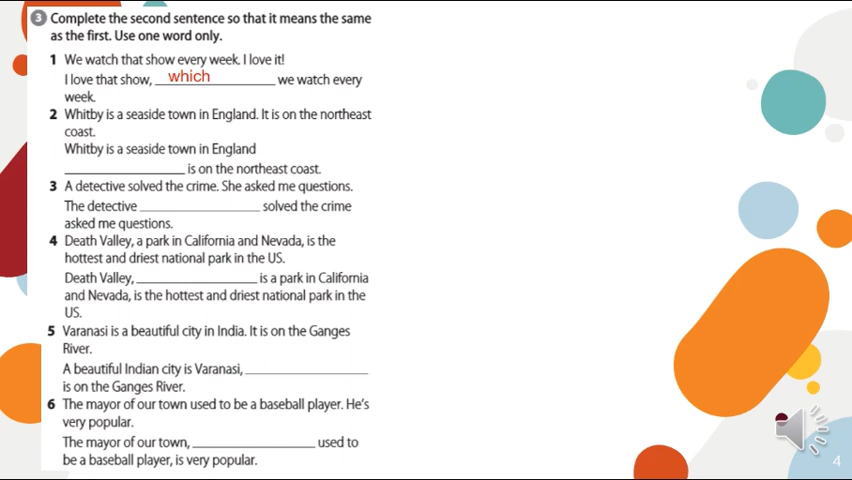 3 Complete the second sentence so that it means the same
as the first. Use one word only.
1 We watch that show every week. I love it!
I love that show, which we watch every
week.
2 Whitby is a seaside town in England. It is on the northeast
coast.
Whitby is a seaside town in England
____________ is on the northeast coast.
3 A detective solved the crime. She asked me questions.
The detective ____________ solved the crime
asked me questions.
4 Death Valley, a park in California and Nevada, is the
hottest and driest national park in the US.
Death Valley, ____________ is a park in California
and Nevada, is the hottest and driest national park in the
US.
5 Varanasi is a beautiful city in India. It is on the Ganges
River.
A beautiful Indian city is Varanasi, ____________
is on the Ganges River.
6 The mayor of our town used to be a baseball player. He's
very popular.
The mayor of our town, ____________ used to
be a baseball player, is very popular.
4